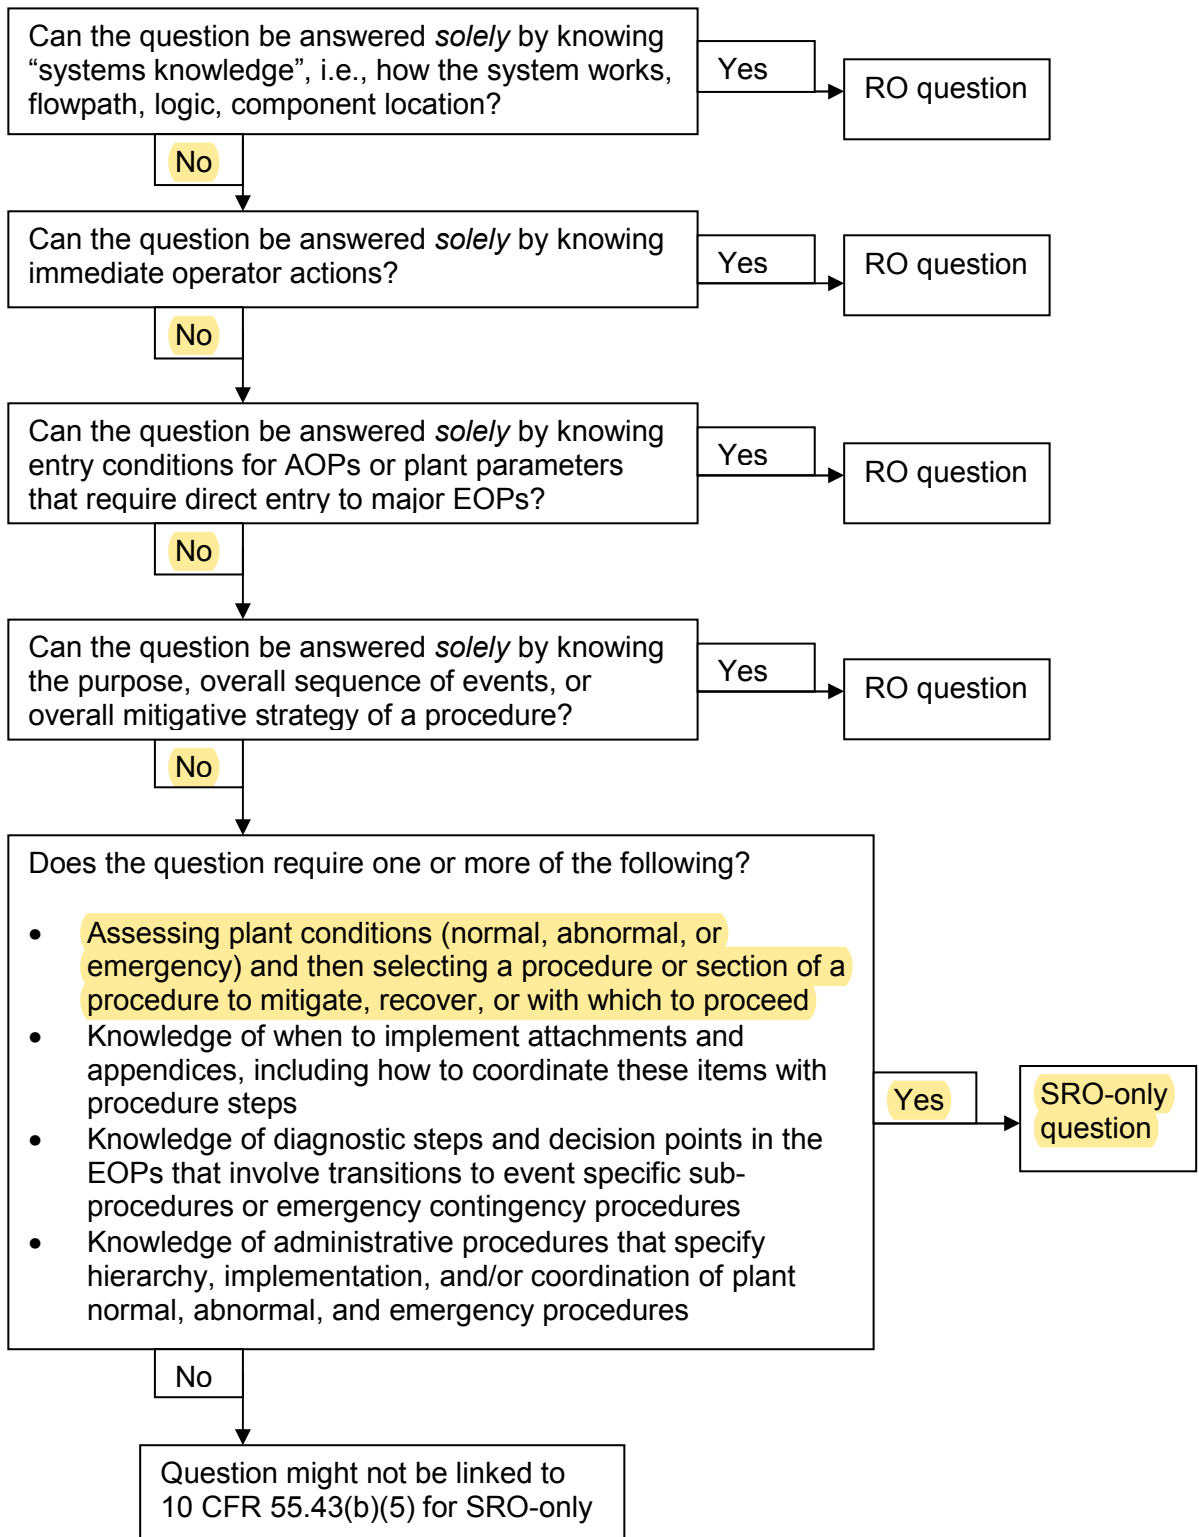 Can the question be answered solely by knowing
“systems knowledge”, i.e., how the system works,
flowpath, logic, component location?
Yes
RO question
No
Can the question be answered solely by knowing
immediate operator actions?
Yes
RO question
No
Can the question be answered solely by knowing
entry conditions for AOPs or plant parameters
that require direct entry to major EOPs?
Yes
RO question
No
Can the question be answered solely by knowing
the purpose, overall sequence of events, or
overall mitigative strategy of a procedure?
Yes
RO question
No
Does the question require one or more of the following?
• Assessing plant conditions (normal, abnormal, or
emergency) and then selecting a procedure or section of a
procedure to mitigate, recover, or with which to proceed
• Knowledge of when to implement attachments and
appendices, including how to coordinate these items with
procedure steps
• Knowledge of diagnostic steps and decision points in the
EOPs that involve transitions to event specific sub-
procedures or emergency contingency procedures
• Knowledge of administrative procedures that specify
hierarchy, implementation, and/or coordination of plant
normal, abnormal, and emergency procedures
Yes
SRO-only
question
No
Question might not be linked to
10 CFR 55.43(b)(5) for SRO-only